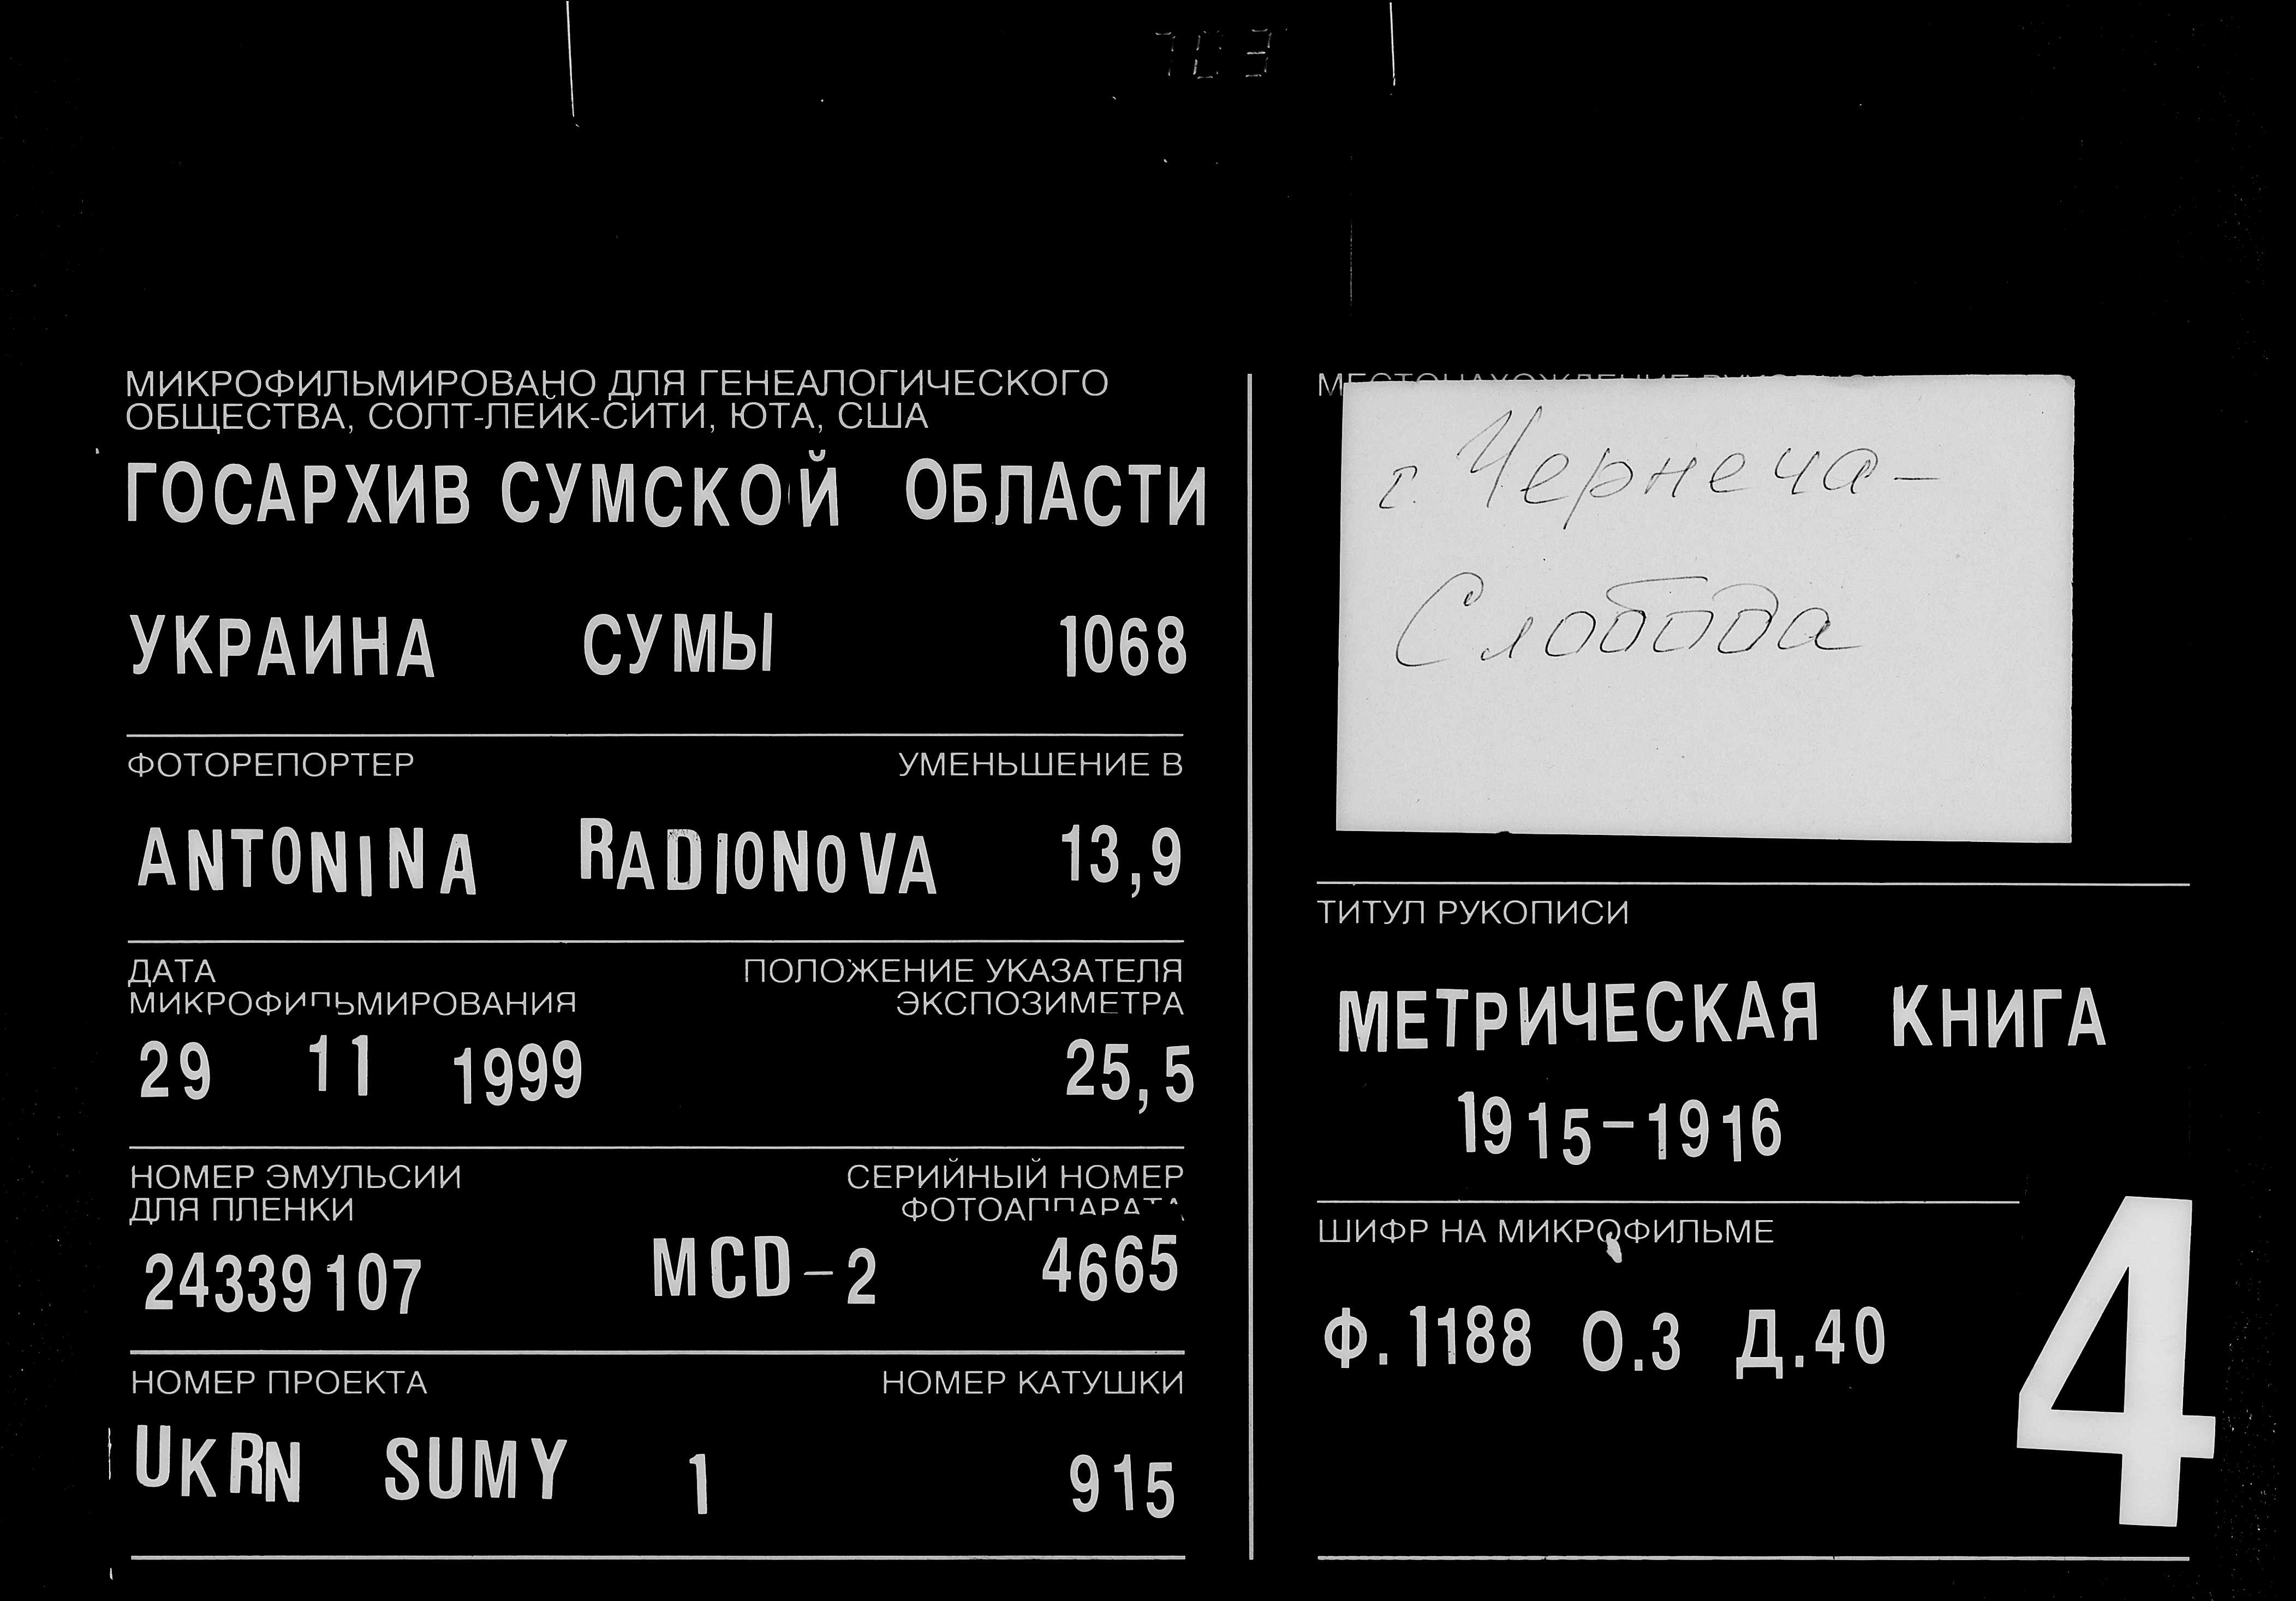 703
МИКРОФИЛЬМИРОВАНО ДЛЯ ГЕНЕАЛОГИЧЕСКОГО
ОБЩЕСТВА, СОЛТ-ЛЕЙК-СИТИ, ЮТА, США
ГОСАРХИВ СУМСКОЙ ОБЛАСТИ
УКРАИНА СУМЫ 1068
ФОТОРЕПОРТЕР УМЕНЬШЕНИЕ В
ANTONINA RADIONOVA 13,9
ДАТА ПОЛОЖЕНИЕ УКАЗАТЕЛЯ
МИКРОФИЛЬМИРОВАНИЯ ЭКСПОЗИМЕТРА
29 11 1999 25,5
НОМЕР ЭМУЛЬСИИ СЕРИЙНЫЙ НОМЕР
ДЛЯ ПЛЕНКИ ФОТОАППАРАТА
24339107 MCD-2 4665
НОМЕР ПРОЕКТА НОМЕР КАТУШКИ
UKRN SUMY 1 915
МЕСТОНАХОЖДЕНИЕ
г. Чернеча-
Слобода
ТИТУЛ РУКОПИСИ
МЕТРИЧЕСКАЯ КНИГА
1915-1916
ШИФР НА МИКРОФИЛЬМЕ
Ф.1188 О.3 Д.40
4